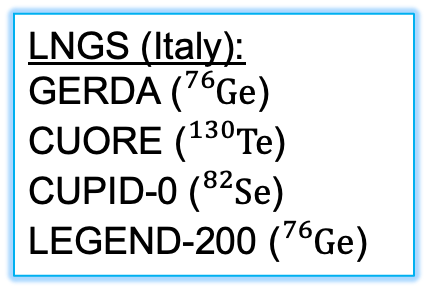 LNGS (Italy):
GERDA (⁷⁶Ge)
CUORE (¹³⁰Te)
CUPID-0 (⁸²Se)
LEGEND-200 (⁷⁶Ge)